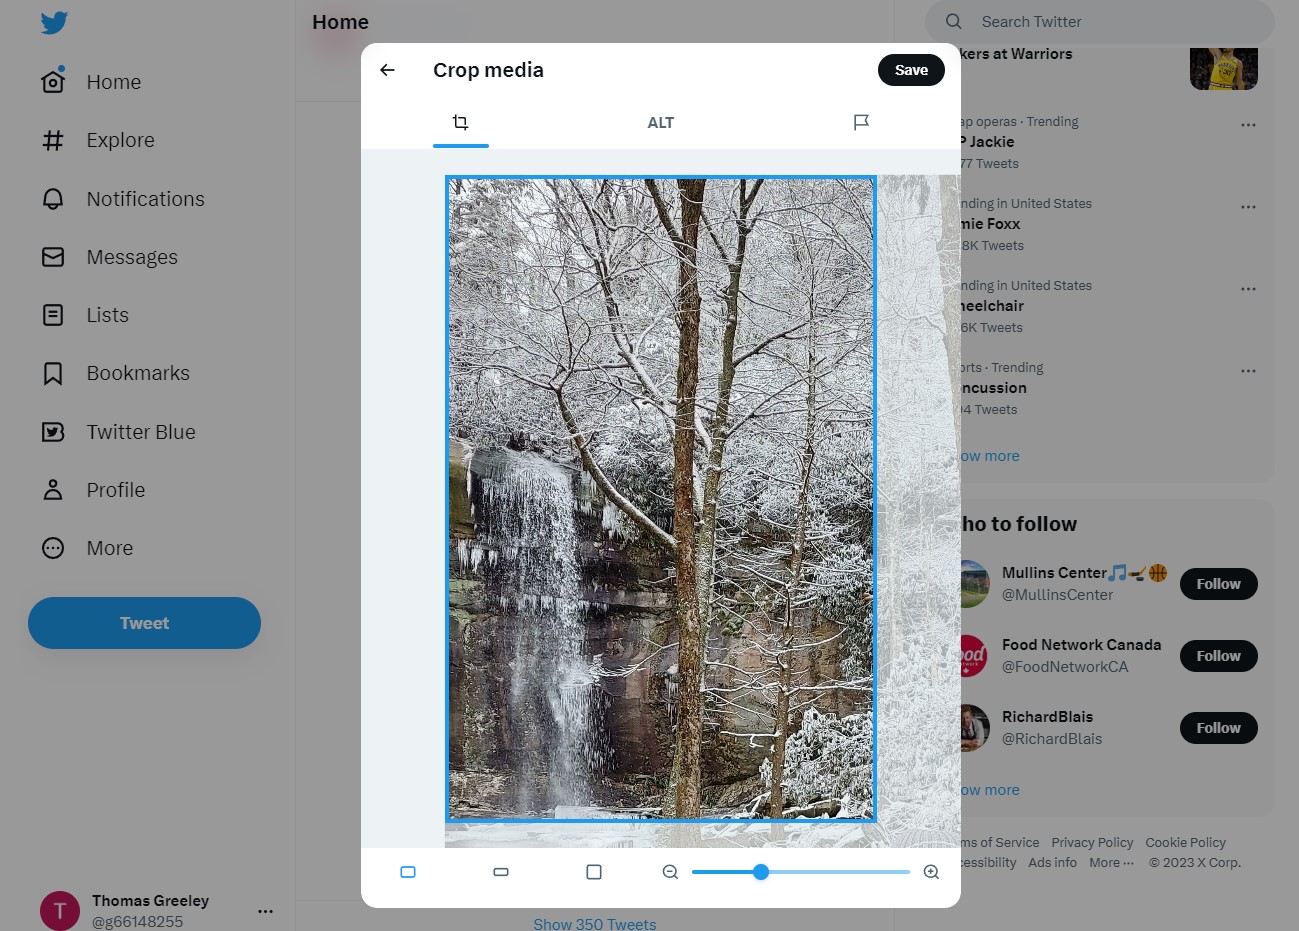 Home
Explore
Notifications
Messages
Lists
Bookmarks
Twitter Blue
Profile
More
Tweet
Thomas Greeley
@g66148255
T
Home
Crop media
Save
ALT
Show 350 Tweets
Search Twitter
kers at Warriors
ap operas · Trending
P Jackie
77 Tweets
nding in United States
mie Foxx
8K Tweets
nding in United States
heelchair
6K Tweets
orts · Trending
ncussion
4 Tweets
ow more
ho to follow
Mullins Center🎵🏒🏀
@MullinsCenter
Follow
Food Network Canada
@FoodNetworkCA
Follow
RichardBlais
@RichardBlais
Follow
ow more
ms of Service Privacy Policy Cookie Policy
cessibility Ads info More ··· © 2023 X Corp.